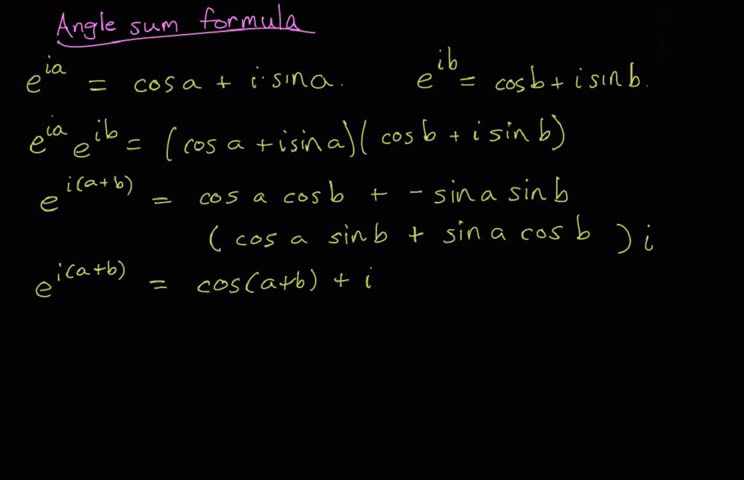 Angle sum formula
e^{ia} = cos a + i·sin a. e^{ib} = cos b + i sin b.
e^{ia} e^{ib} = (cos a + i sin a)(cos b + i sin b)
e^{i(a+b)} = cos a cos b + - sin a sin b
(cos a sin b + sin a cos b) i
e^{i(a+b)} = cos(a+b) + i